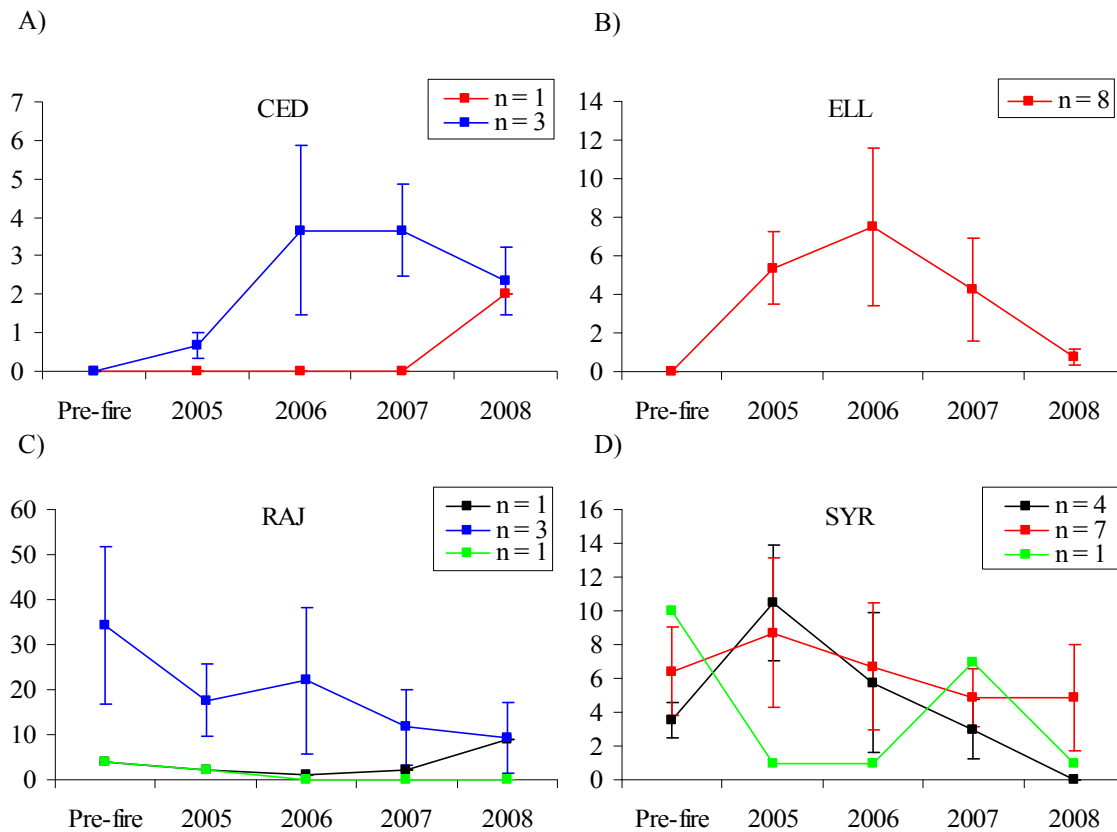 A)
CED
n = 1
n = 3
7
6
5
4
3
2
1
0
Pre-fire 2005 2006 2007 2008
B)
ELL
n = 8
14
12
10
8
6
4
2
0
Pre-fire 2005 2006 2007 2008
C)
RAJ
n = 1
n = 3
n = 1
60
50
40
30
20
10
0
Pre-fire 2005 2006 2007 2008
D)
SYR
n = 4
n = 7
n = 1
16
14
12
10
8
6
4
2
0
Pre-fire 2005 2006 2007 2008